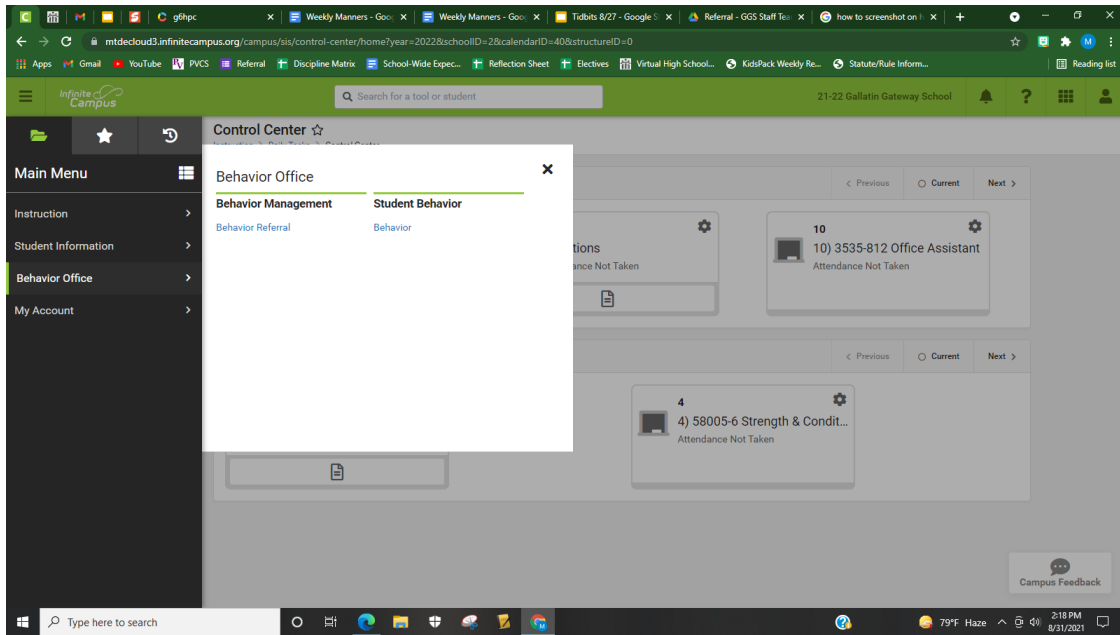 g6hpc
Weekly Manners - Goog
Weekly Manners - Goog
Tidbits 8/27 - Google Sl
Referral - GGS Staff Tea
how to screenshot on h
mtdecloud3.infinitecampus.org/campus/sis/control-center/home?year=2022&schoolID=2&calendarID=40&structureID=0
Apps
Gmail
YouTube
PVCS
Referral
Discipline Matrix
School-Wide Expec...
Reflection Sheet
Electives
Virtual High School...
KidsPack Weekly Re...
Statute/Rule Inform...
Reading list
Infinite
Campus
Search for a tool or student
21-22 Gallatin Gateway School
Control Center
Main Menu
Instruction
Student Information
Behavior Office
My Account
Behavior Office
Behavior Management
Student Behavior
Behavior Referral
Behavior
Previous
Current
Next
tions
ance Not Taken
10
10) 3535-812 Office Assistant
Attendance Not Taken
Previous
Current
Next
4
4) 58005-6 Strength & Condit...
Attendance Not Taken
Campus Feedback
Type here to search
79°F Haze
2:18 PM
8/31/2021